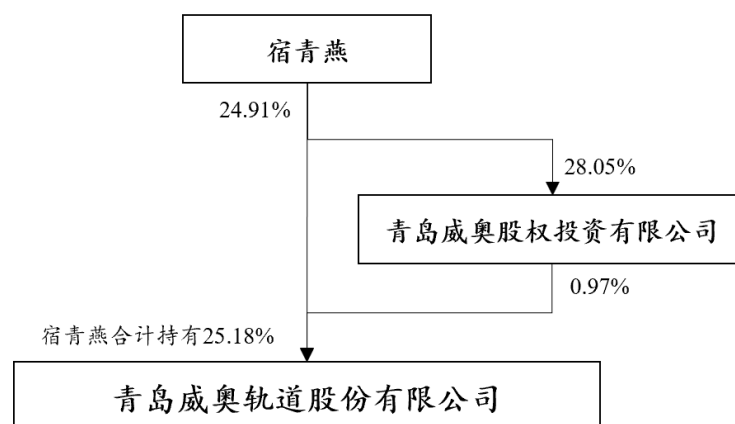 宿青燕
24.91%
28.05%
青岛威奥股权投资有限公司
0.97%
宿青燕合计持有25.18%
青岛威奥轨道股份有限公司